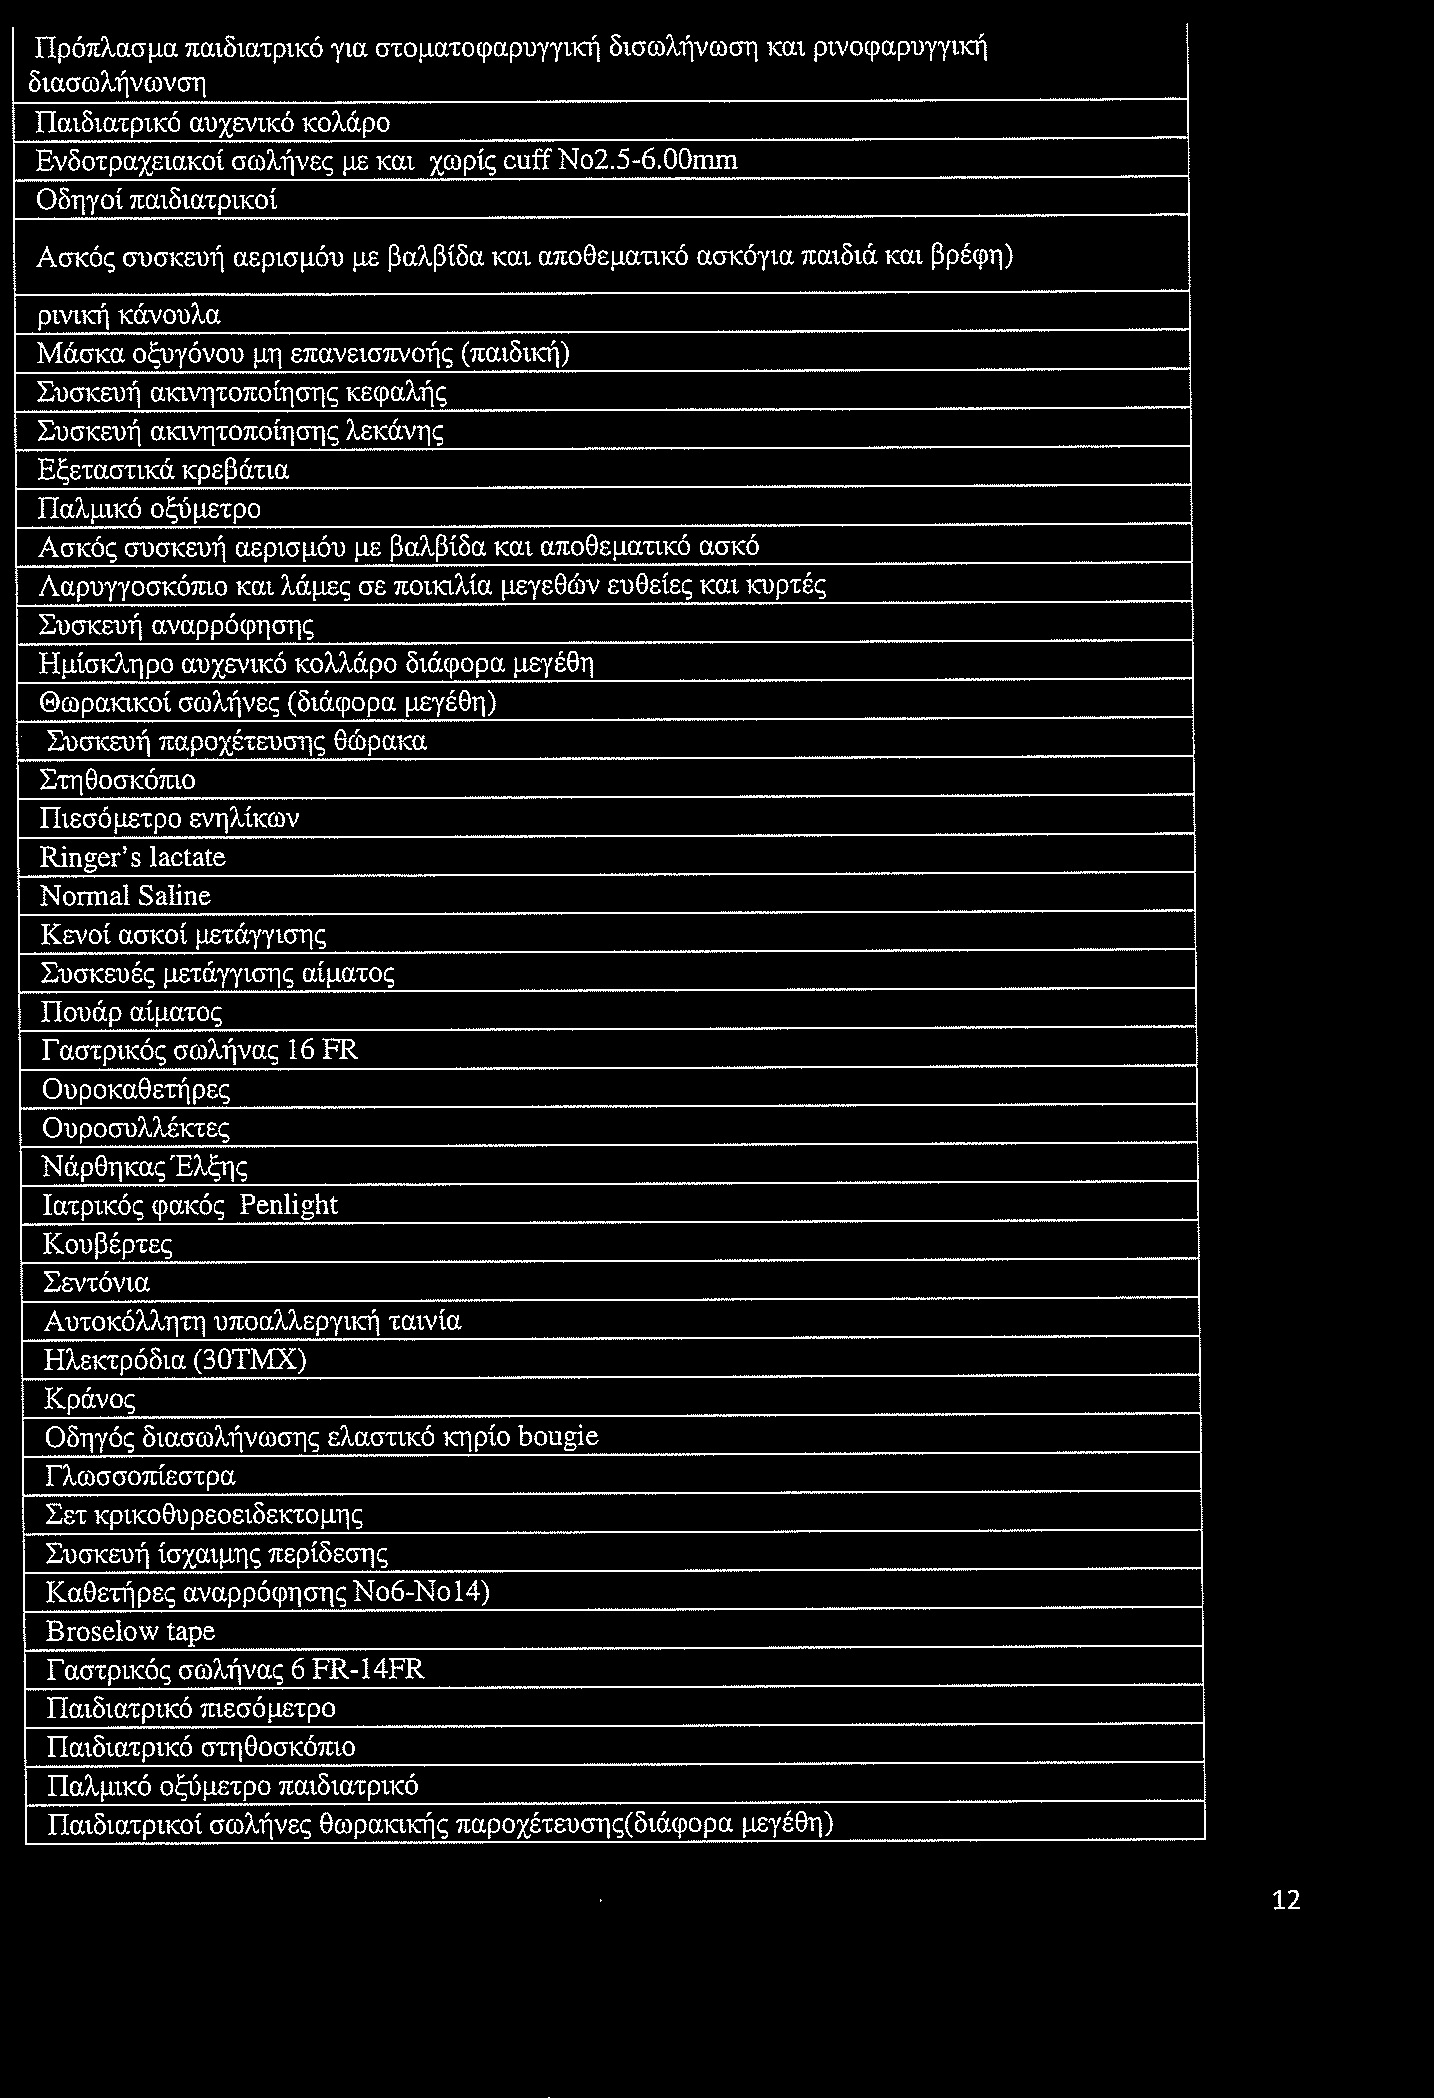 Πρόπλασμα παιδιατρικό για στοματοφαρυγγική δισωλήνωση και ρινοφαρυγγική
διασωλήνωνση
Παιδιατρικό αυχενικό κολάρο
Ενδοτραχειακοί σωλήνες με και χωρίς cuff No2.5-6.00mm
Οδηγοί παιδιατρικοί
Ασκός συσκευή αερισμόυ με βαλβίδα και αποθεματικό ασκόγια παιδιά και βρέφη)
ρινική κάνουλα
Μάσκα οξυγόνου μη επανεισπνοής (παιδική)
Συσκευή ακινητοποίησης κεφαλής
Συσκευή ακινητοποίησης λεκάνης
Εξεταστικά κρεβάτια
Παλμικό οξύμετρο
Ασκός συσκευή αερισμόυ με βαλβίδα και αποθεματικό ασκό
Λαρυγγοσκόπιο και λάμες σε ποικιλία μεγεθών ευθείες και κυρτές
Συσκευή αναρρόφησης
Ημίσκληρο αυχενικό κολλάρο διάφορα μεγέθη
Θωρακικοί σωλήνες (διάφορα μεγέθη)
Συσκευή παροχέτευσης θώρακα
Στηθοσκόπιο
Πιεσόμετρο ενηλίκων
Ringer's lactate
Normal Saline
Κενοί ασκοί μετάγγισης
Συσκευές μετάγγισης αίματος
Πουάρ αίματος
Γαστρικός σωλήνας 16 FR
Ουροκαθετήρες
Ουροσυλλέκτες
Νάρθηκας Έλξης
Ιατρικός φακός Penlight
Κουβέρτες
Σεντόνια
Αυτοκόλλητη υποαλλεργική ταινία
Ηλεκτρόδια (30ΤΜΧ)
Κράνος
Οδηγός διασωλήνωσης ελαστικό κηρίο bougie
Γλωσσοπίεστρα
Σετ κρικοθυρεοειδεκτομης
Συσκευή ίσχαιμης περίδεσης
Καθετήρες αναρρόφησης Νο6-Νο14)
Broselow tape
Γαστρικός σωλήνας 6 FR-14FR
Παιδιατρικό πιεσόμετρο
Παιδιατρικό στηθοσκόπιο
Παλμικό οξύμετρο παιδιατρικό
Παιδιατρικοί σωλήνες θωρακικής παροχέτευσης(διάφορα μεγέθη)
12